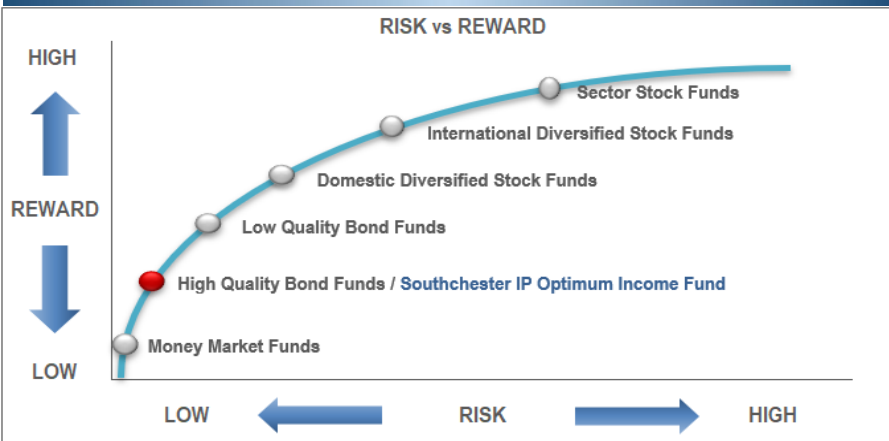 RISK vs REWARD
HIGH
Sector Stock Funds
International Diversified Stock Funds
Domestic Diversified Stock Funds
REWARD
Low Quality Bond Funds
High Quality Bond Funds / Southchester IP Optimum Income Fund
Money Market Funds
LOW
LOW RISK HIGH